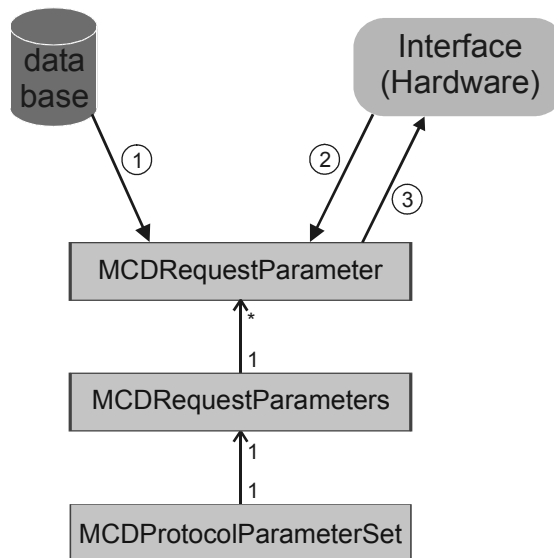 data
base
Interface
(Hardware)
1
2
3
MCDRequestParameter
*
1
MCDRequestParameters
1
1
MCDProtocolParameterSet